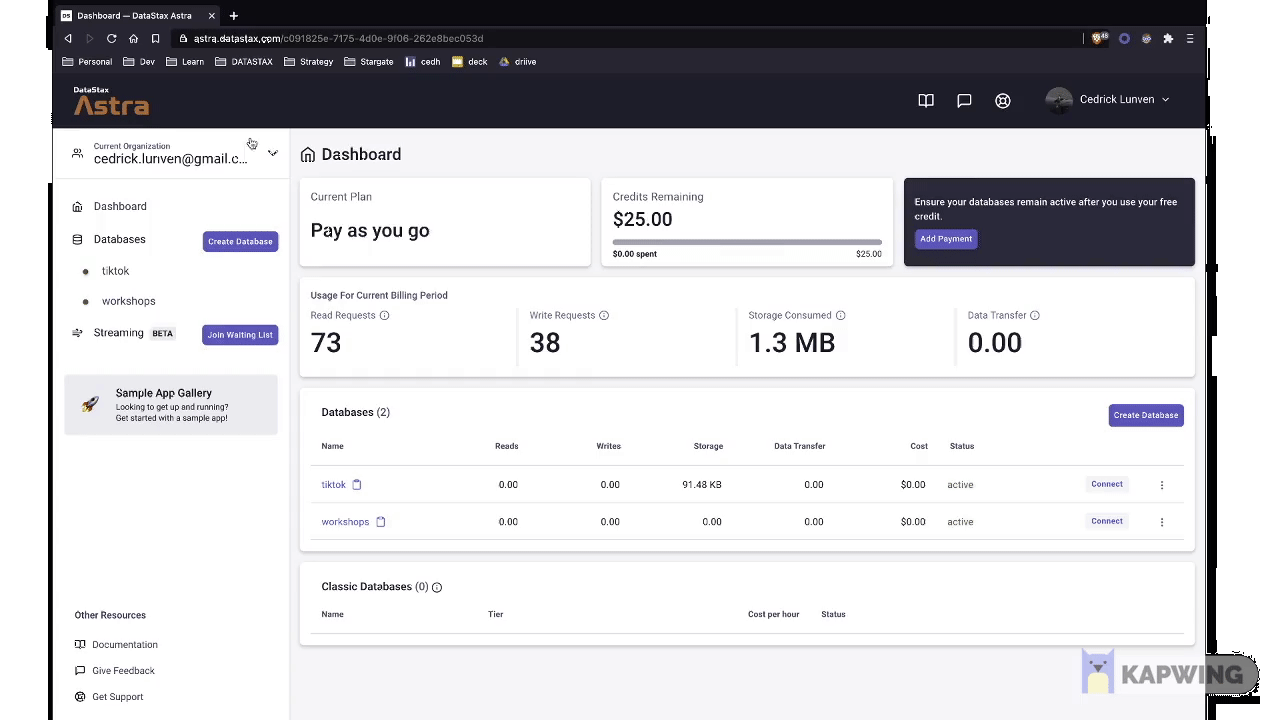 Dashboard — DataStax Astra
astra.datastax.com/c091825e-7175-4d0e-9f06-262e8bec053d
48
Personal Dev Learn DATASTAX Strategy Stargate cedh deck driive
DataStax
Astra
Cedrick Lunven
Current Organization
cedrick.lunven@gmail.c...
Dashboard
Databases
Create Database
tiktok
workshops
Streaming BETA
Join Waiting List
Sample App Gallery
Looking to get up and running?
Get started with a sample app!
Other Resources
Documentation
Give Feedback
Get Support
Dashboard
Current Plan
Pay as you go
Credits Remaining
$25.00
$0.00 spent $25.00
Ensure your databases remain active after you use your free
credit.
Add Payment
Usage For Current Billing Period
Read Requests Write Requests Storage Consumed Data Transfer
73 38 1.3 MB 0.00
Databases (2)
Create Database
Name Reads Writes Storage Data Transfer Cost Status
tiktok 0.00 0.00 91.48 KB 0.00 $0.00 active Connect
workshops 0.00 0.00 0.00 0.00 $0.00 active Connect
Classic Databases (0)
Name Tier Cost per hour Status
KAPWING